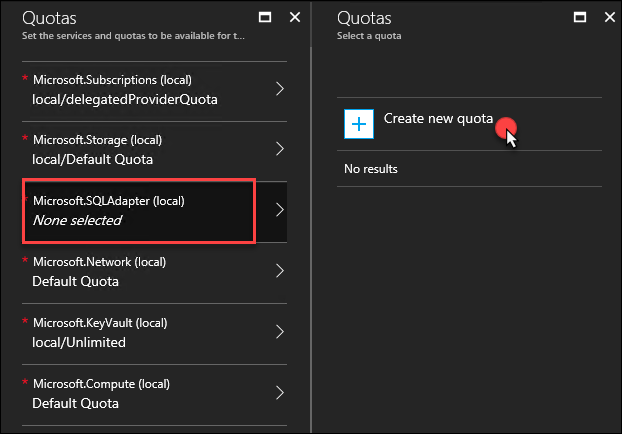 Quotas
Set the services and quotas to be available for t...
* Microsoft.Subscriptions (local)
local/delegatedProviderQuota
* Microsoft.Storage (local)
local/Default Quota
* Microsoft.SQLAdapter (local)
None selected
* Microsoft.Network (local)
Default Quota
* Microsoft.KeyVault (local)
local/Unlimited
* Microsoft.Compute (local)
Default Quota
Quotas
Select a quota
Create new quota
No results